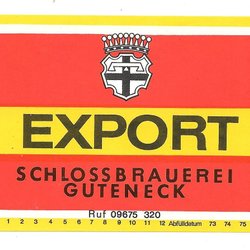 EXPORT
SCHLOSSBRAUEREI
GUTENECK
Ruf 09675 320
1 2 3 4 5 6 7 8 9 10 11 12 Abfülldatum 73 74 75